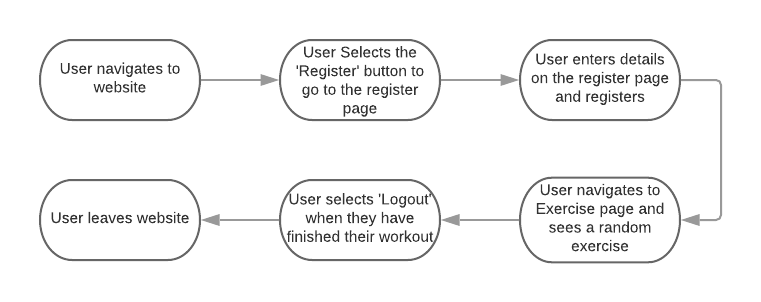 User navigates to
website
User Selects the
'Register' button to
go to the register
page
User enters details
on the register page
and registers
User navigates to
Exercise page and
sees a random
exercise
User selects 'Logout'
when they have
finished their workout
User leaves website